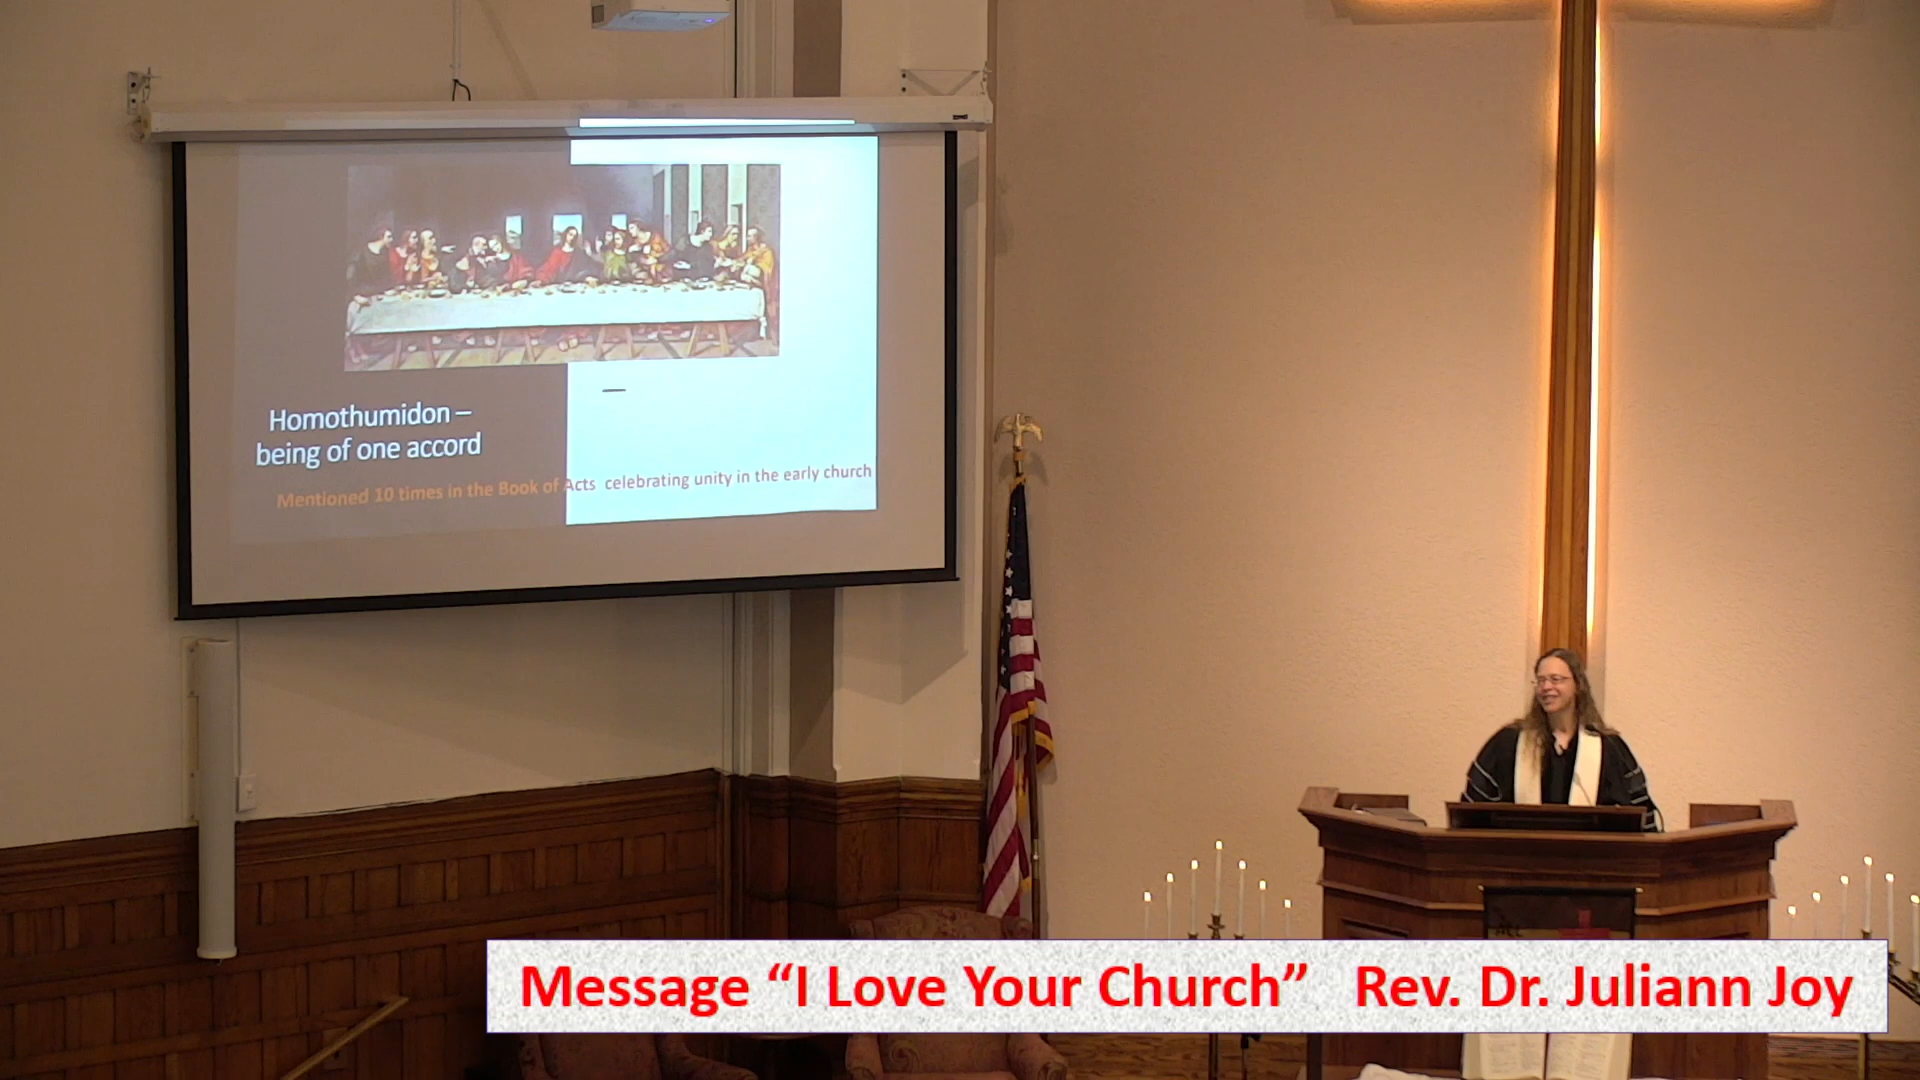 Homothumidon –
being of one accord
Mentioned 10 times in the Book of Acts celebrating unity in the early church
ALL
Message “I Love Your Church” Rev. Dr. Juliann Joy